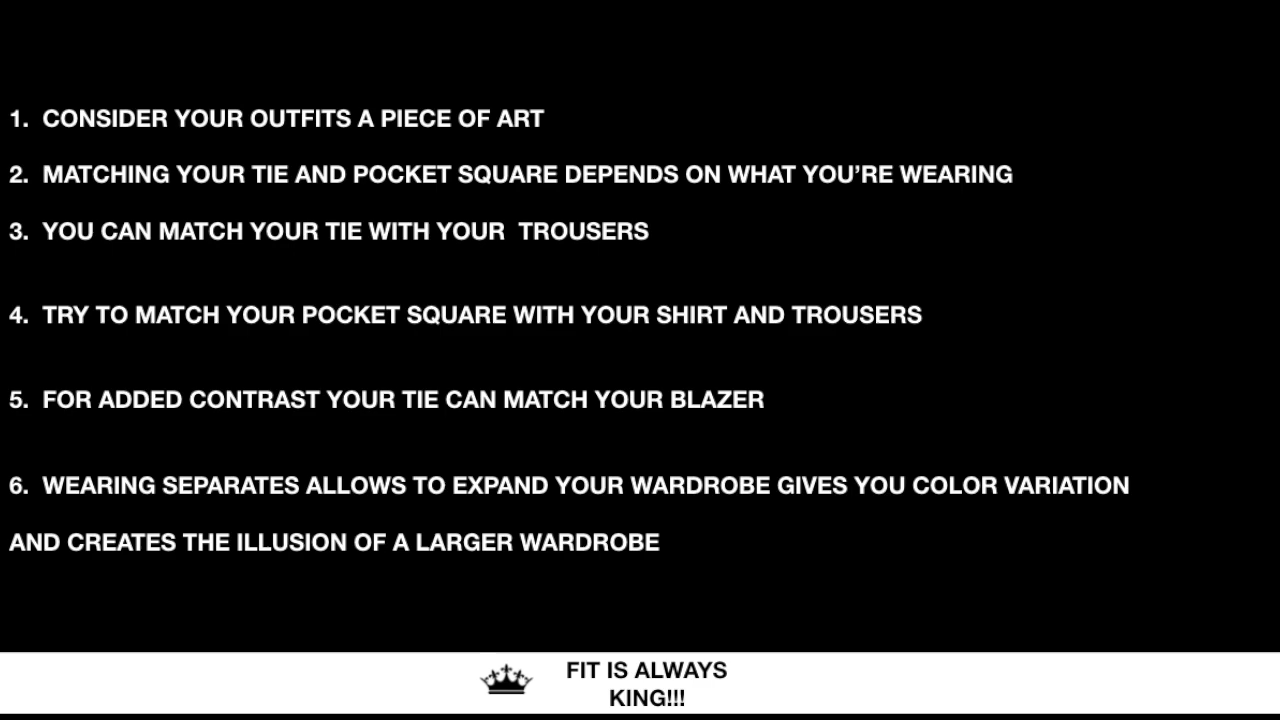 1. CONSIDER YOUR OUTFITS A PIECE OF ART
2. MATCHING YOUR TIE AND POCKET SQUARE DEPENDS ON WHAT YOU’RE WEARING
3. YOU CAN MATCH YOUR TIE WITH YOUR TROUSERS
4. TRY TO MATCH YOUR POCKET SQUARE WITH YOUR SHIRT AND TROUSERS
5. FOR ADDED CONTRAST YOUR TIE CAN MATCH YOUR BLAZER
6. WEARING SEPARATES ALLOWS TO EXPAND YOUR WARDROBE GIVES YOU COLOR VARIATION
AND CREATES THE ILLUSION OF A LARGER WARDROBE
FIT IS ALWAYS
KING!!!